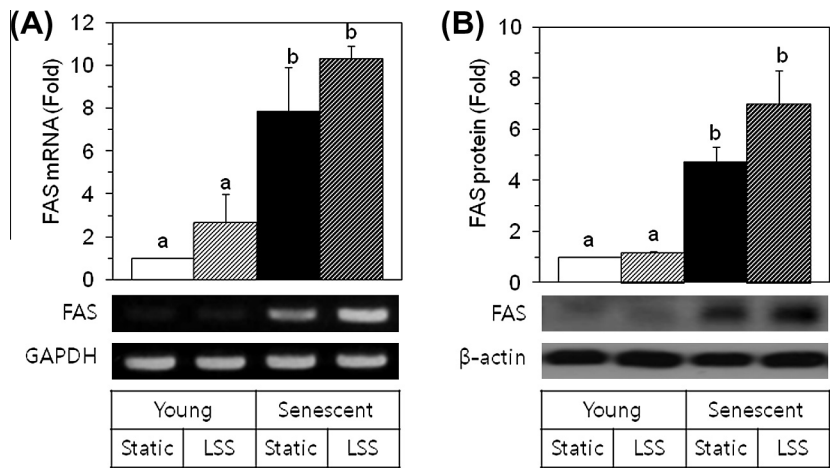 (A)
12
10
8
6
4
2
0
FAS mRNA (Fold)
a
a
b
b
FAS
GAPDH
Young Senescent
Static LSS Static LSS
(B)
10
8
6
4
2
0
FAS protein (Fold)
a
a
b
b
FAS
β-actin
Young Senescent
Static LSS Static LSS